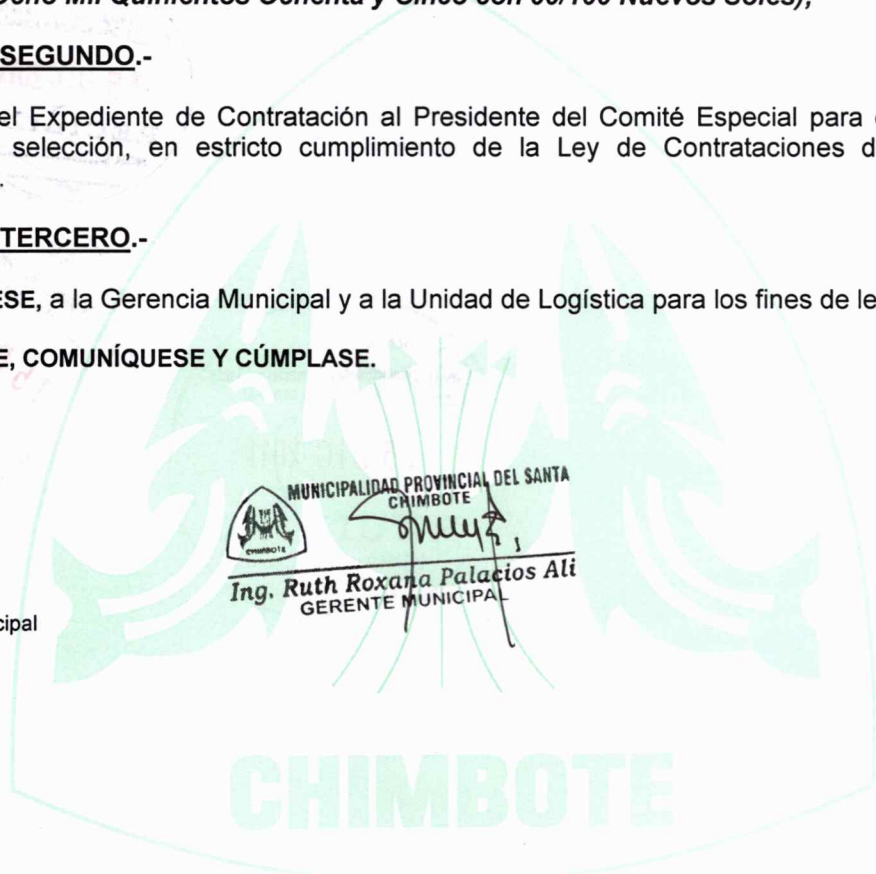 Ocho Mil Quinientos Ochenta y Cinco con 00/100 Nuevos Soles),
SEGUNDO.-
el Expediente de Contratación al Presidente del Comité Especial para
selección, en estricto cumplimiento de la Ley de Contrataciones d
.
TERCERO.-
ESE, a la Gerencia Municipal y a la Unidad de Logística para los fines de le
E, COMUNÍQUESE Y CÚMPLASE.
MUNICIPALIDAD PROVINCIAL DEL SANTA
CHIMBOTE
CHIMBOTE
Ing. Ruth Roxana Palacios Ali
GERENTE MUNICIPAL
cipal
CHIMBOTE